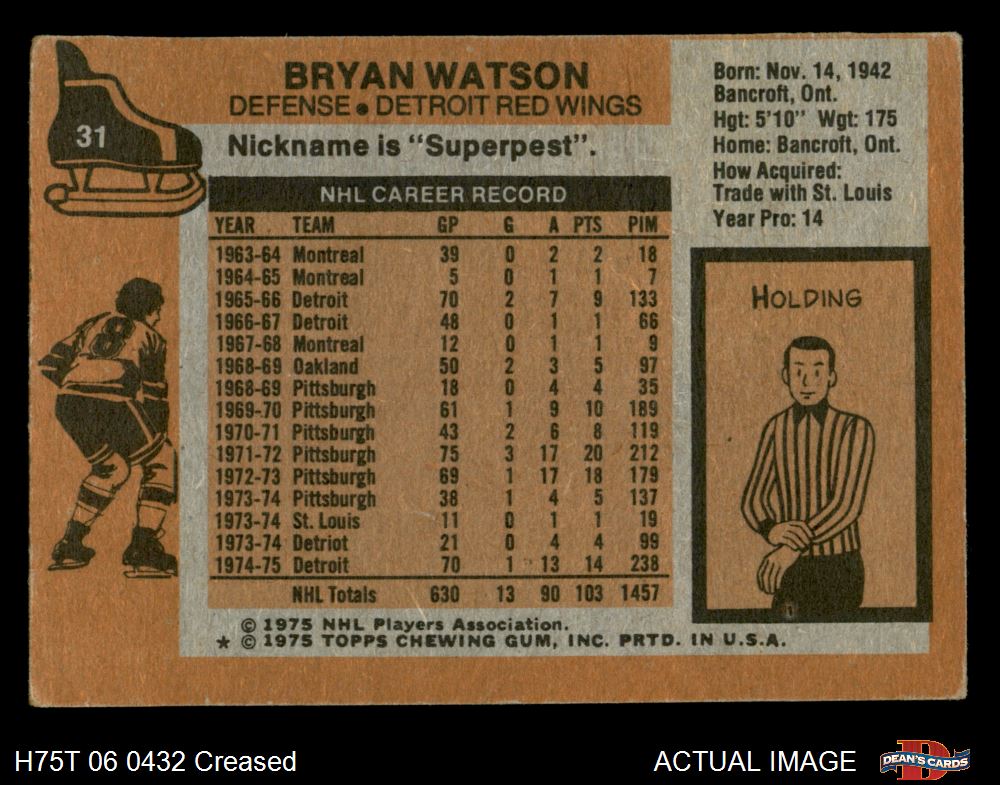 31
BRYAN WATSON
DEFENSE • DETROIT RED WINGS
Nickname is "Superpest".
NHL CAREER RECORD
YEAR TEAM GP G A PTS PIM
1963-64 Montreal 39 0 2 2 18
1964-65 Montreal 5 0 1 1 7
1965-66 Detroit 70 2 7 9 133
1966-67 Detroit 48 0 1 1 66
1967-68 Montreal 12 0 1 1 9
1968-69 Oakland 50 2 3 5 97
1968-69 Pittsburgh 18 0 4 4 35
1969-70 Pittsburgh 61 1 9 10 189
1970-71 Pittsburgh 43 2 6 8 119
1971-72 Pittsburgh 75 3 17 20 212
1972-73 Pittsburgh 69 1 17 18 179
1973-74 Pittsburgh 38 1 4 5 137
1973-74 St. Louis 11 0 1 1 19
1973-74 Detriot 21 0 4 4 99
1974-75 Detroit 70 1 13 14 238
NHL Totals 630 13 90 103 1457
© 1975 NHL Players Association.
★ © 1975 TOPPS CHEWING GUM, INC. PRTD. IN U.S.A.
Born: Nov. 14, 1942
Bancroft, Ont.
Hgt: 5'10" Wgt: 175
Home: Bancroft, Ont.
How Acquired:
Trade with St. Louis
Year Pro: 14
HOLDING
8
H75T 06 0432 Creased
ACTUAL IMAGE
D
DEAN'S CARDS